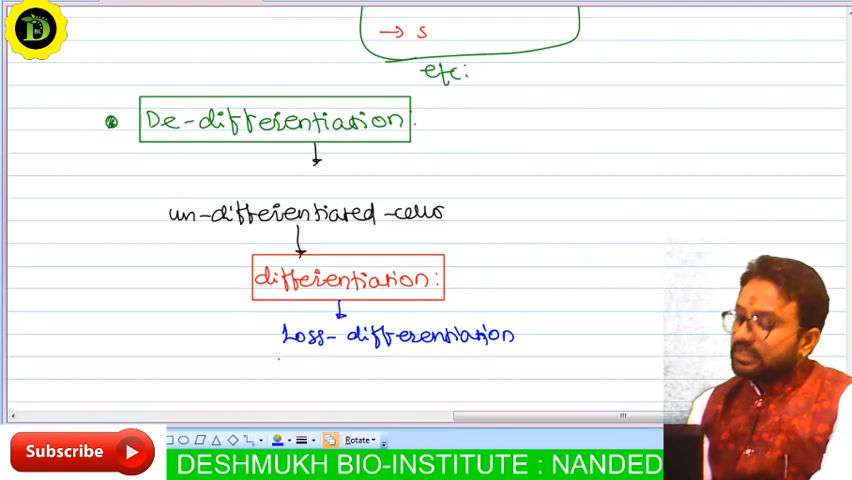 → s
etc:
De-differentiation:
un-differentiated-cells
differentiation:
Loss-differentiation
Rotate
Subscribe
DESHMUKH BIO-INSTITUTE : NANDED